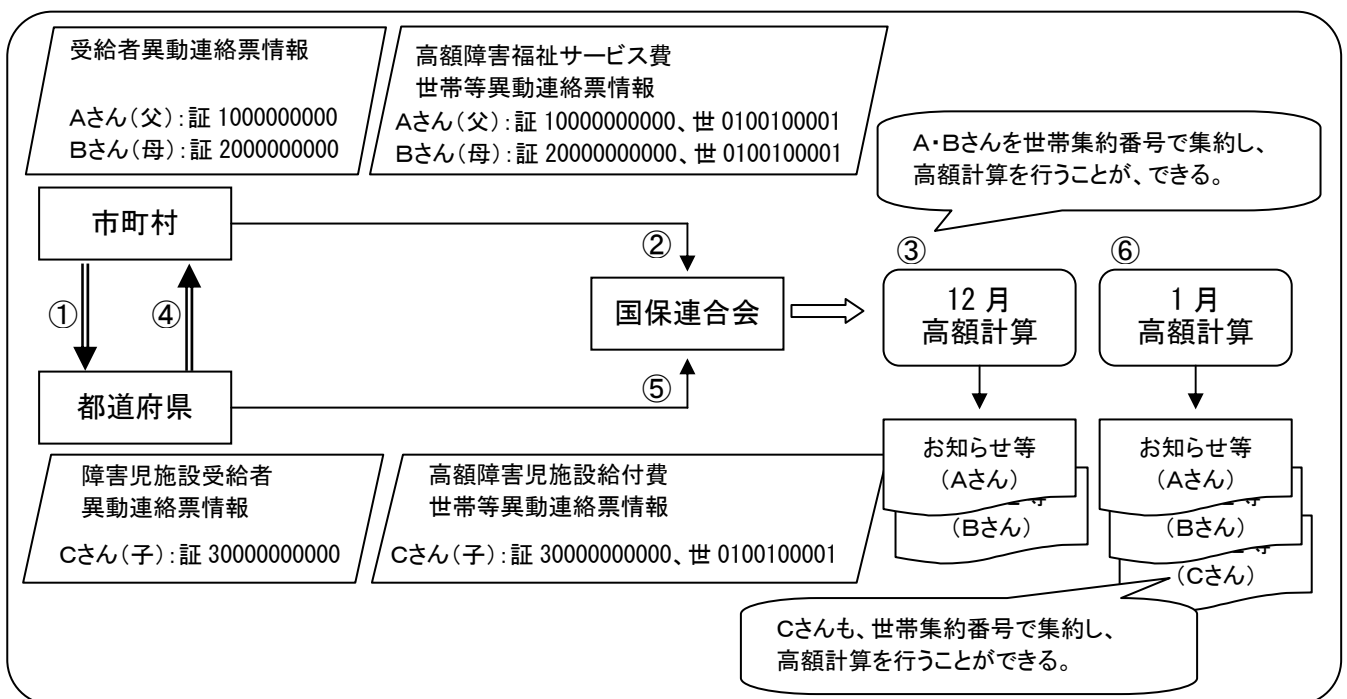 受給者異動連絡票情報
Aさん(父):証 1000000000
Bさん(母):証 2000000000
高額障害福祉サービス費
世帯等異動連絡票情報
Aさん(父):証 10000000000、世 0100100001
Bさん(母):証 20000000000、世 0100100001
A・Bさんを世帯集約番号で集約し、
高額計算を行うことが、できる。
市町村
①
④
都道府県
②
国保連合会
⑤
③
12 月
高額計算
⑥
1 月
高額計算
お知らせ等
(Aさん)
等
(Bさん)
お知らせ等
(Aさん)
等
(Bさん)
等
(Cさん)
障害児施設受給者
異動連絡票情報
Cさん(子):証 30000000000
高額障害児施設給付費
世帯等異動連絡票情報
Cさん(子):証 30000000000、世 0100100001
Cさんも、世帯集約番号で集約し、
高額計算を行うことができる。